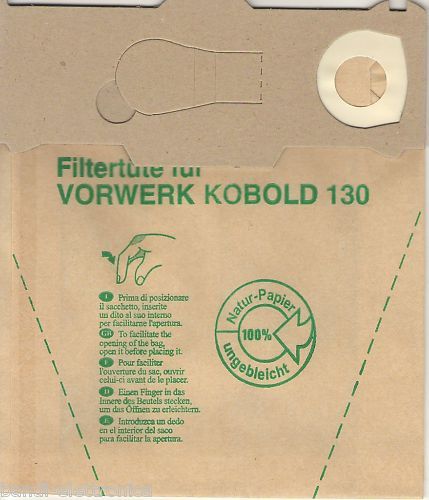 Filtertüte für
VORWERK KOBOLD 130
I Prima di posizionare
il sacchetto, inserite
un dito al suo interno
per facilitarne l'apertura.
GB To facilitate the
opening of the bag,
open it before placing it.
F Pour faciliter
l'ouverture du sac, ouvrir
celui-ci avant de le placer.
D Einen Finger in das
Innere des Beutels stecken,
um das Öffnen zu erleichtern.
E Introduzca un dedo
en el interior del saco
para facilitar la apertura.
Natur-Papier
100%
ungebleicht